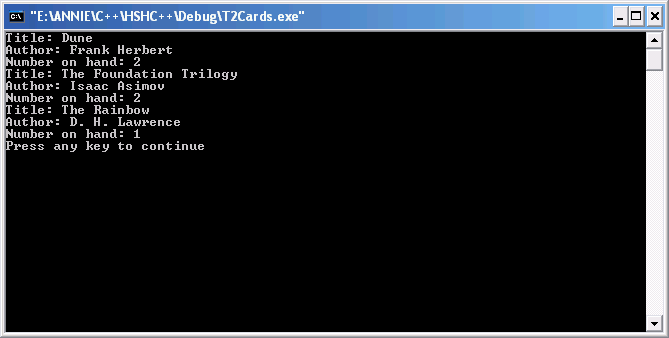 "E:\ANNIE\C++\HSHC++\Debug\T2Cards.exe"
Title: Dune
Author: Frank Herbert
Number on hand: 2
Title: The Foundation Trilogy
Author: Isaac Asimov
Number on hand: 2
Title: The Rainbow
Author: D. H. Lawrence
Number on hand: 1
Press any key to continue